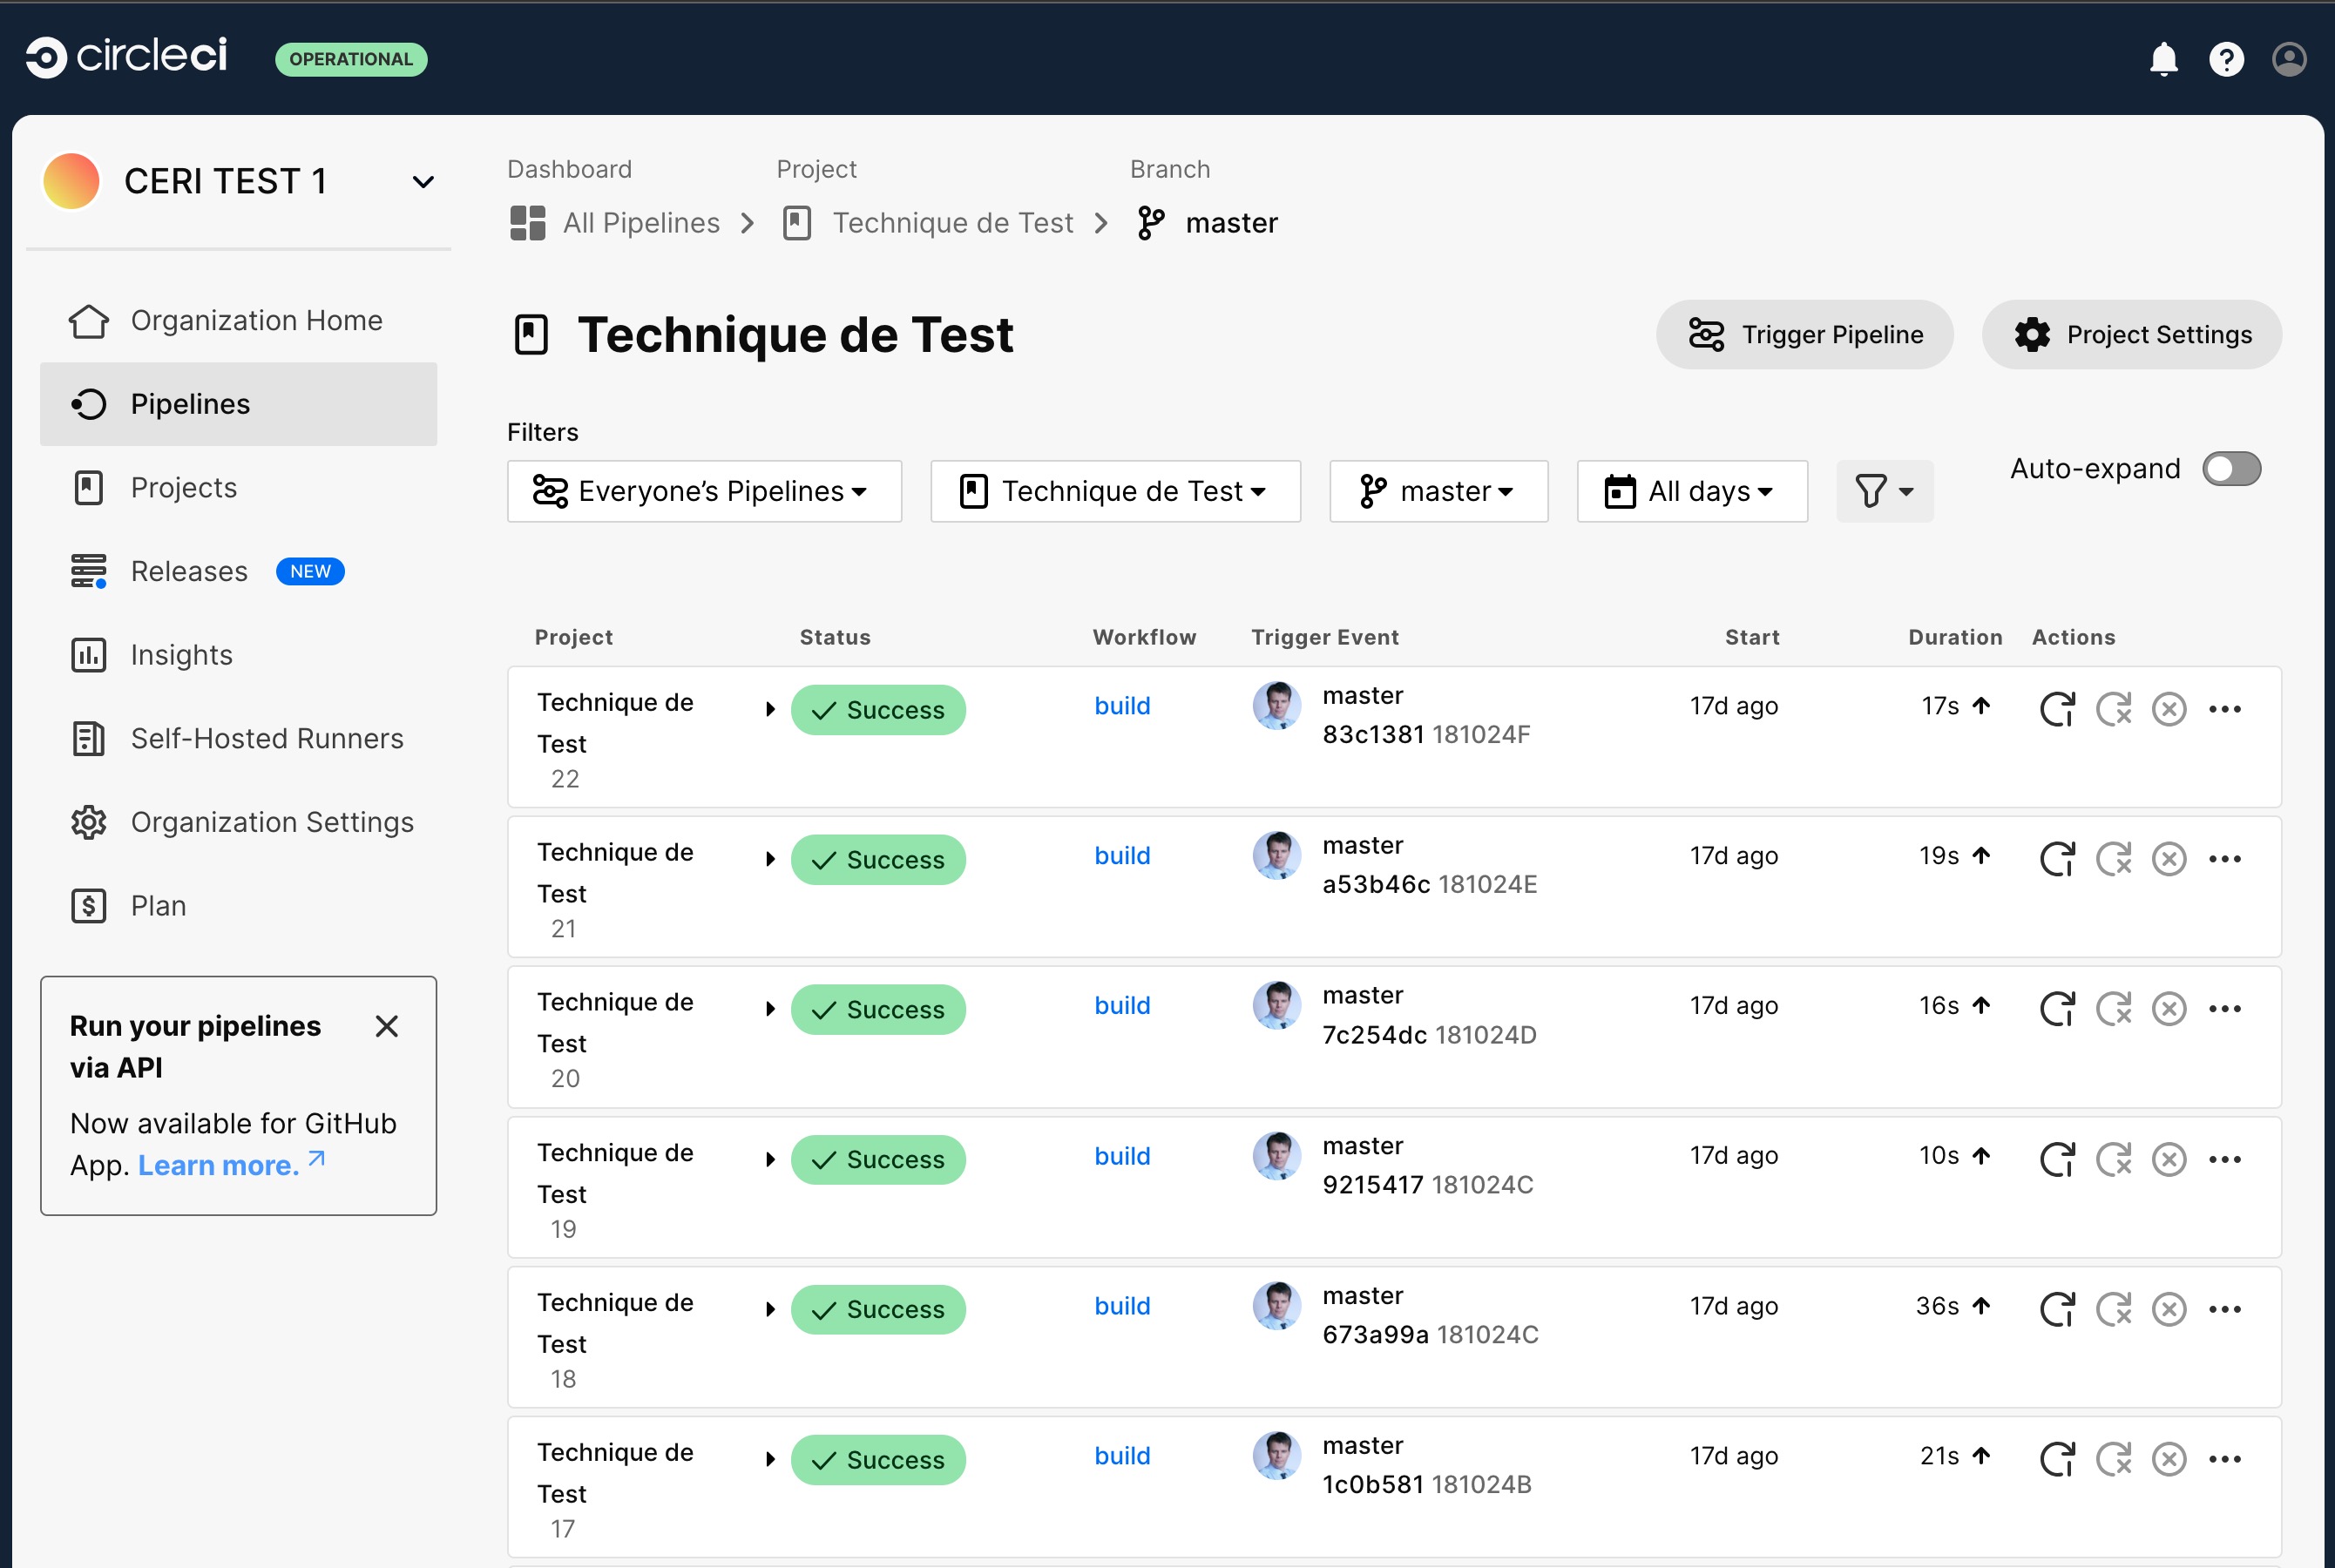 circleci
OPERATIONAL
CERI TEST 1
Organization Home
Pipelines
Projects
Releases NEW
Insights
Self-Hosted Runners
Organization Settings
Plan
Run your pipelines
via API
Now available for GitHub
App. Learn more.
Dashboard Project Branch
All Pipelines Technique de Test master
Technique de Test
Trigger Pipeline
Project Settings
Filters
Everyone’s Pipelines Technique de Test master All days
Auto-expand
Project Status Workflow Trigger Event Start Duration Actions
Technique de Success build master 17d ago 17s
Test 83c1381 181024F
22
Technique de Success build master 17d ago 19s
Test a53b46c 181024E
21
Technique de Success build master 17d ago 16s
Test 7c254dc 181024D
20
Technique de Success build master 17d ago 10s
Test 9215417 181024C
19
Technique de Success build master 17d ago 36s
Test 673a99a 181024C
18
Technique de Success build master 17d ago 21s
Test 1c0b581 181024B
17